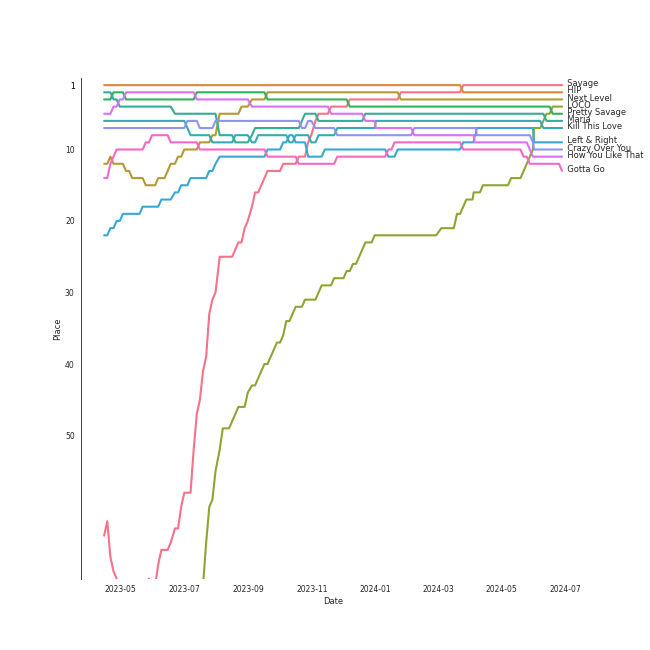 1
10
20
30
40
50
Place
2023-05
2023-07
2023-09
2023-11
2024-01
2024-03
2024-05
2024-07
Date
Savage
HIP
Next Level
LOCO
Pretty Savage
Maria
Kill This Love
Left & Right
Crazy Over You
How You Like That
Gotta Go